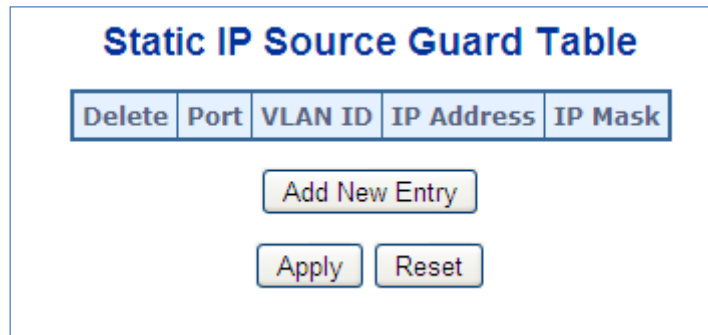 Static IP Source Guard Table
Delete Port VLAN ID IP Address IP Mask
Add New Entry
Apply Reset